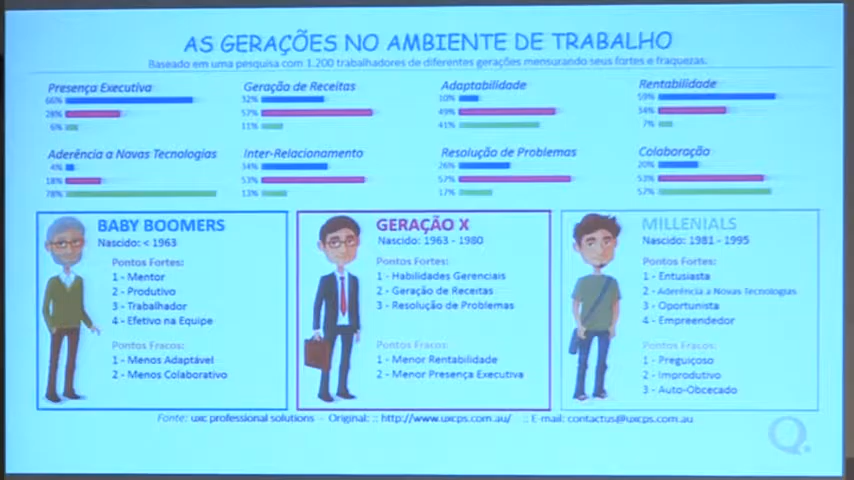 AS GERAÇÕES NO AMBIENTE DE TRABALHO
Baseado em uma pesquisa com 1.200 trabalhadores de diferentes gerações mensurando seus fortes e fraquezas.
Presença Executiva
66%
28%
6%
Geração de Receitas
32%
57%
11%
Adaptabilidade
10%
49%
41%
Rentabilidade
59%
34%
7%
Aderência a Novas Tecnologias
4%
18%
78%
Inter-Relacionamento
34%
53%
13%
Resolução de Problemas
26%
57%
17%
Colaboração
20%
53%
57%
BABY BOOMERS
Nascido: < 1963
Pontos Fortes:
1 - Mentor
2 - Produtivo
3 - Trabalhador
4 - Efetivo na Equipe
Pontos Fracos:
1 - Menos Adaptável
2 - Menos Colaborativo
GERAÇÃO X
Nascido: 1963 - 1980
Pontos Fortes:
1 - Habilidades Gerenciais
2 - Geração de Receitas
3 - Resolução de Problemas
Pontos Fracos:
1 - Menor Rentabilidade
2 - Menor Presença Executiva
MILLENIALS
Nascido: 1981 - 1995
Pontos Fortes:
1 - Entusiasta
2 - Aderência a Novas Tecnologias
3 - Oportunista
4 - Empreendedor
Pontos Fracos:
1 - Preguiçoso
2 - Improdutivo
3 - Auto-Obcecado
Fonte: uxc professional solutions - Original: :: http://www.uxcps.com.au/ :: E-mail: contactus@uxcps.com.au
Q.